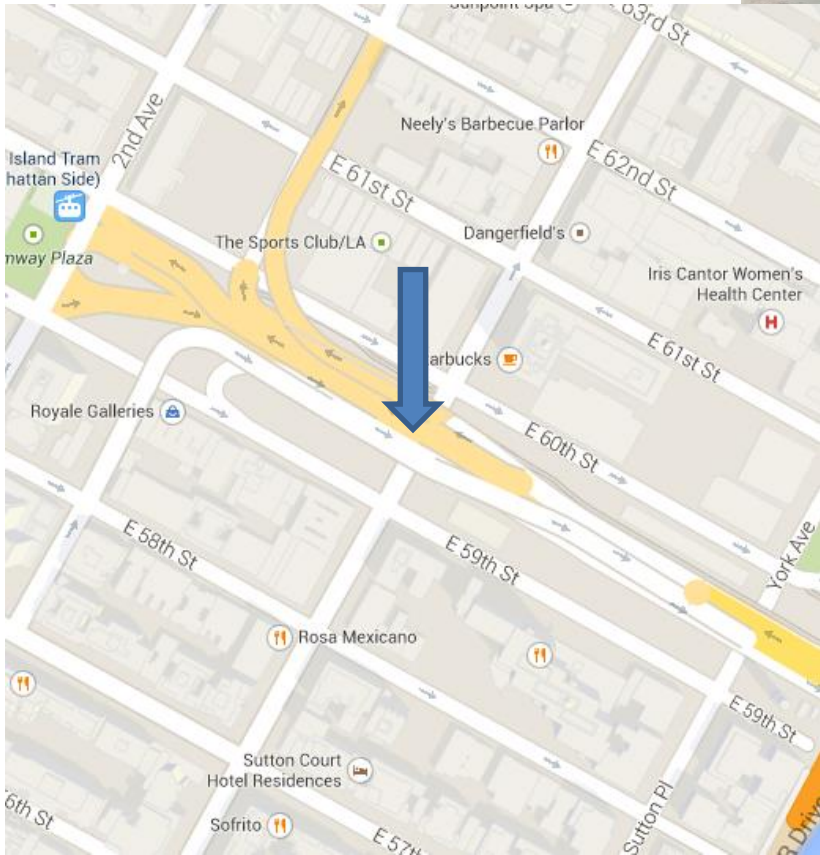 63rd St
2nd Ave
Neely's Barbecue Parlor
E 62nd St
Island Tram
hattan Side)
E 61st St
The Sports Club/LA
Dangerfield's
mway Plaza
Iris Cantor Women's
Health Center
H
E 61st St
arbucks
Royale Galleries
E 60th St
E 58th St
E 59th St
York Ave
Rosa Mexicano
E 59th St
Sutton Court
Hotel Residences
6th St
Sofrito
E 57th
Sutton Pl
R Drive